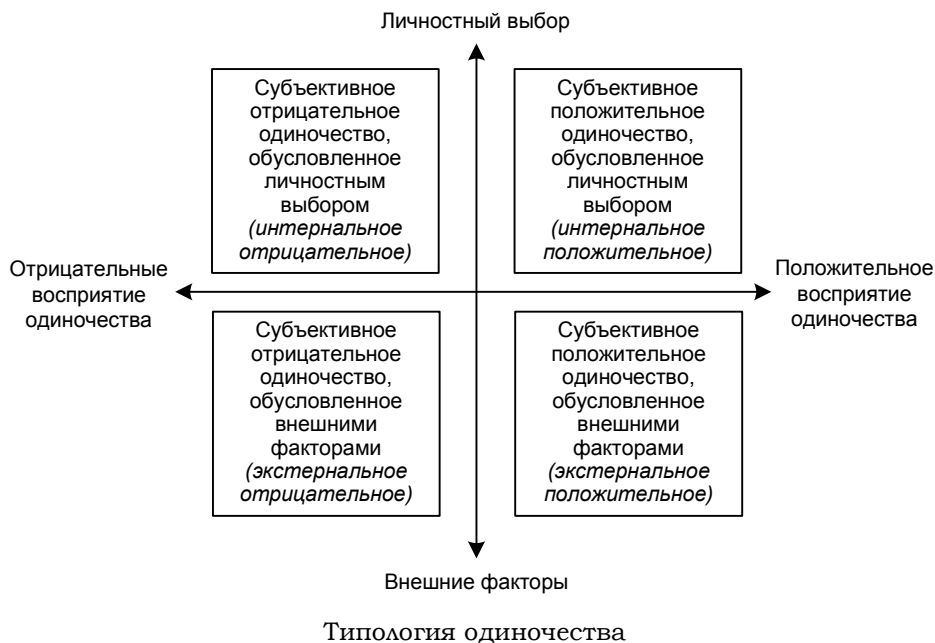 Личностный выбор
Субъективное
отрицательное
одиночество,
обусловленное
личностным
выбором
(интернальное
отрицательное)
Субъективное
положительное
одиночество,
обусловленное
личностным
выбором
(интернальное
положительное)
Отрицательные
восприятие
одиночества
Положительное
восприятие
одиночества
Субъективное
отрицательное
одиночество,
обусловленное
внешними
факторами
(экстернальное
отрицательное)
Субъективное
положительное
одиночество,
обусловленное
внешними
факторами
(экстернальное
положительное)
Внешние факторы
Типология одиночества